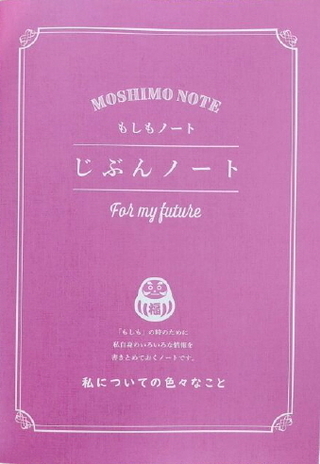 MOSHIMO NOTE
もしもノート
じぶんノート
For my future
福
「もしも」の時のために
私自身のいろいろな情報を
書きとめておくノートです。
私についての色々なこと